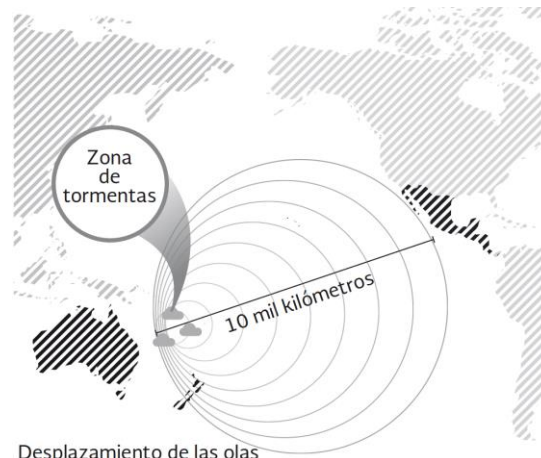 Zona
de
tormentas
10 mil kilómetros
Desplazamiento de las olas